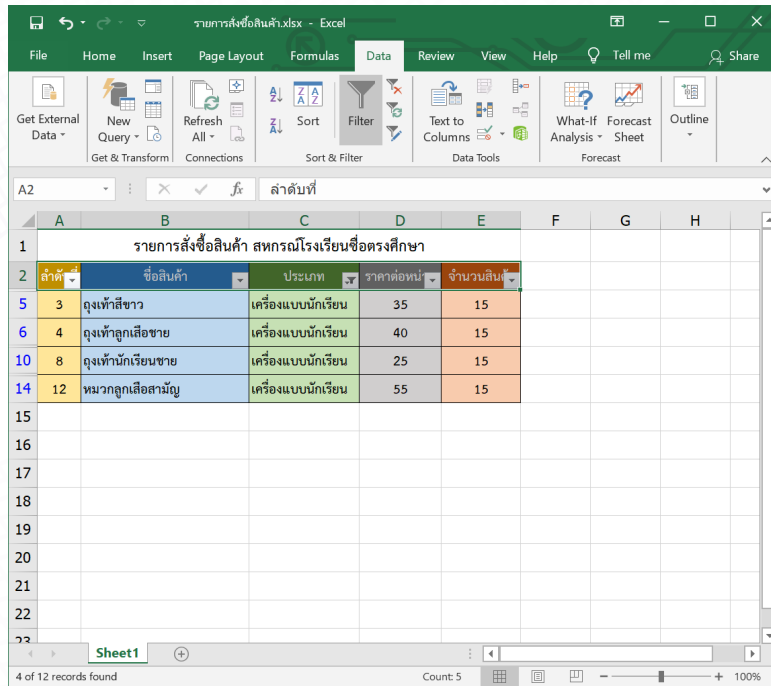 รายการสั่งซื้อสินค้า.xlsx - Excel
File Home Insert Page Layout Formulas Data Review View Help Tell me Share
Get External Data
New Query
Refresh All
Sort
Filter
Text to Columns
What-If Analysis
Forecast Sheet
Outline
Get & Transform Connections Sort & Filter Data Tools Forecast
A2 fx ลำดับที่
A B C D E F G H
1 รายการสั่งซื้อสินค้า สหกรณ์โรงเรียนซื่อตรงศึกษา
2 ชื่อสินค้า ประเภท
5 3 ถุงเท้าสีขาว เครื่องแบบนักเรียน 35 15
6 4 ถุงเท้าลูกเสือชาย เครื่องแบบนักเรียน 40 15
10 8 ถุงเท้านักเรียนชาย เครื่องแบบนักเรียน 25 15
14 12 หมวกลูกเสือสามัญ เครื่องแบบนักเรียน 55 15
15
16
17
18
19
20
21
22
23
Sheet1
4 of 12 records found Count: 5 100%